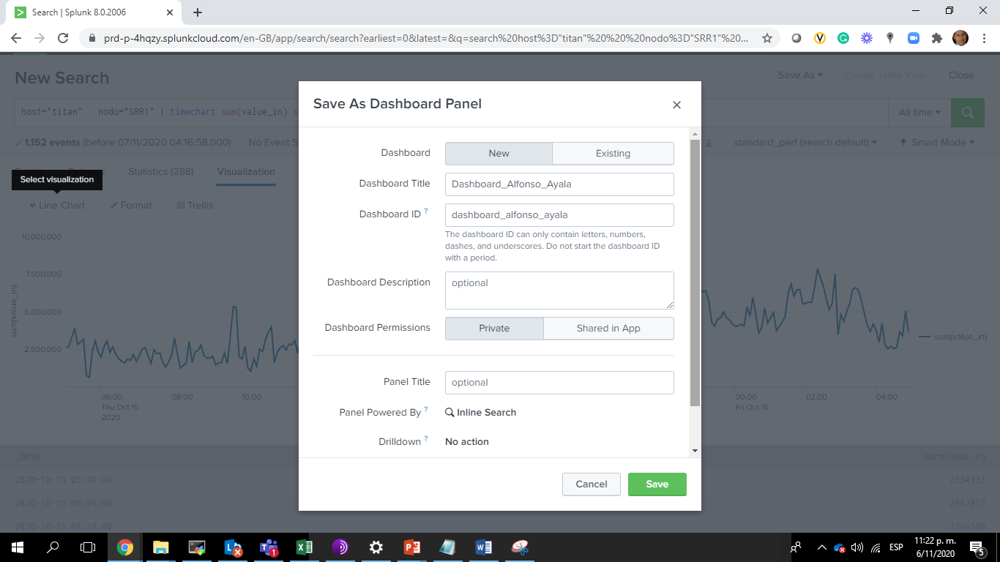 Search | Splunk 8.0.2006
prd-p-4hqzy.splunkcloud.com/en-GB/app/search/search?earliest=0&latest=&q=search%20host%3D"titan"%20%20%20nodo%3D"SRR1"%20...
New Search
Save As
Create Table View
Close
host="titan"   nodo="SRR1" | timechart sum(value_in)
All time
1,152 events (before 07/11/2020 04:16:58.000)
No Event
standard_perf (search default)
Smart Mode
Select visualization
Statistics (288)
Visualization
Line Chart
Format
Trellis
10,000,000
7,500,000
5,000,000
2,500,000
sum(value_in)
06:00
Thu Oct 15
2020
08:00
10:00
00:00
Fri Oct 16
02:00
04:00
sum(value_in)
_time
sum(value_in)
2020-10-15 05:00:00
2594933
2020-10-15 05:05:00
2667812
2020-10-15 05:10:00
3266580
Save As Dashboard Panel
Dashboard
New
Existing
Dashboard Title
Dashboard_Alfonso_Ayala
Dashboard ID ?
dashboard_alfonso_ayala
The dashboard ID can only contain letters, numbers,
dashes, and underscores. Do not start the dashboard ID
with a period.
Dashboard Description
optional
Dashboard Permissions
Private
Shared in App
Panel Title
optional
Panel Powered By ?
Inline Search
Drilldown ?
No action
Cancel
Save
ESP
11:22 p. m.
6/11/2020
5
1